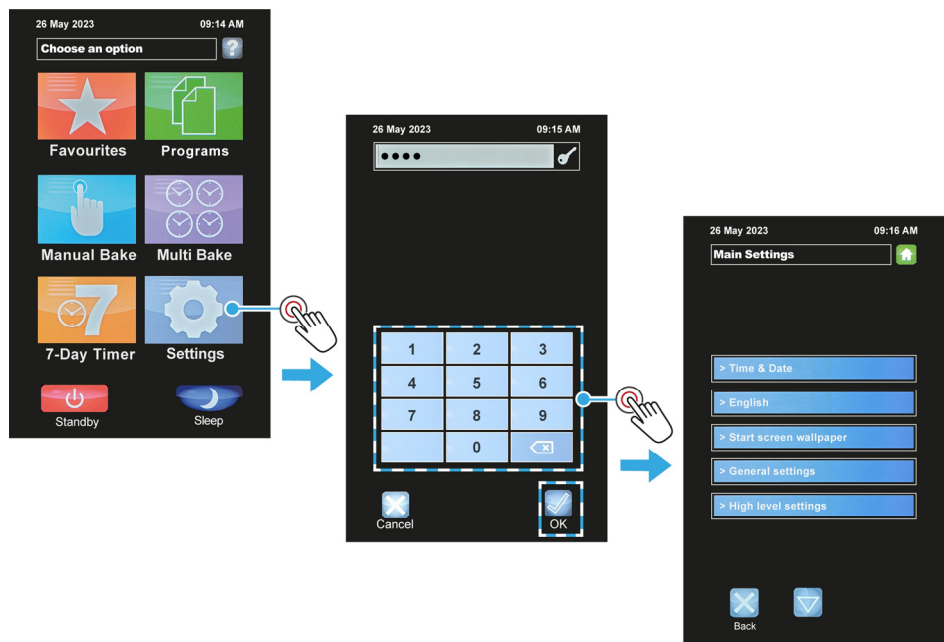 26 May 2023 09:14 AM
Choose an option ?
Favourites Programs
Manual Bake Multi Bake
7
7-Day Timer Settings
Standby Sleep
26 May 2023 09:15 AM
••••
1 2 3
4 5 6
7 8 9
0
Cancel OK
26 May 2023 09:16 AM
Main Settings
> Time & Date
> English
> Start screen wallpaper
> General settings
> High level settings
Back